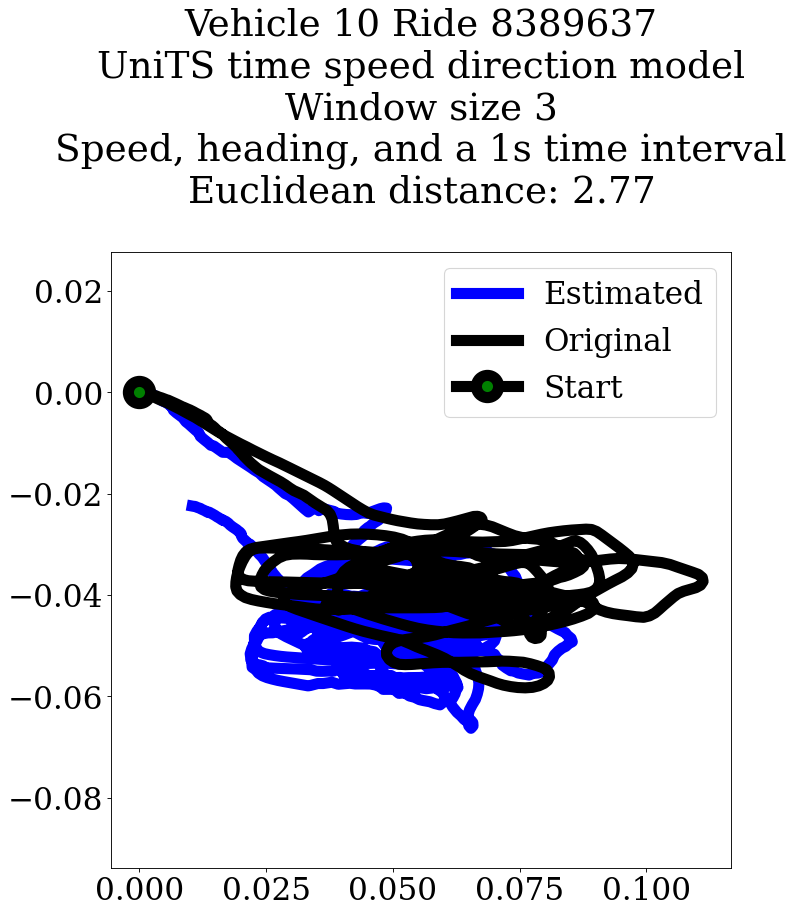 Vehicle 10 Ride 8389637
UniTS time speed direction model
Window size 3
Speed, heading, and a 1s time interval
Euclidean distance: 2.77
Estimated
Original
Start
0.02
0.00
−0.02
−0.04
−0.06
−0.08
0.000 0.025 0.050 0.075 0.100